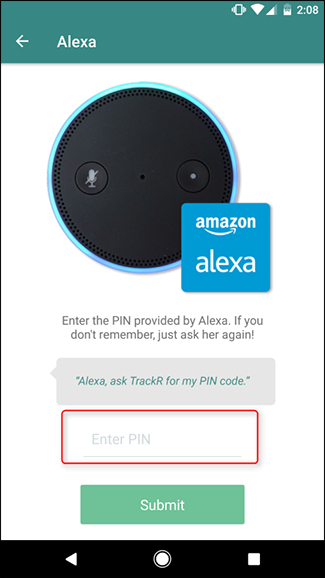 2:08
Alexa
amazon
alexa
Enter the PIN provided by Alexa. If you
don't remember, just ask her again!
"Alexa, ask TrackR for my PIN code."
Enter PIN
Submit